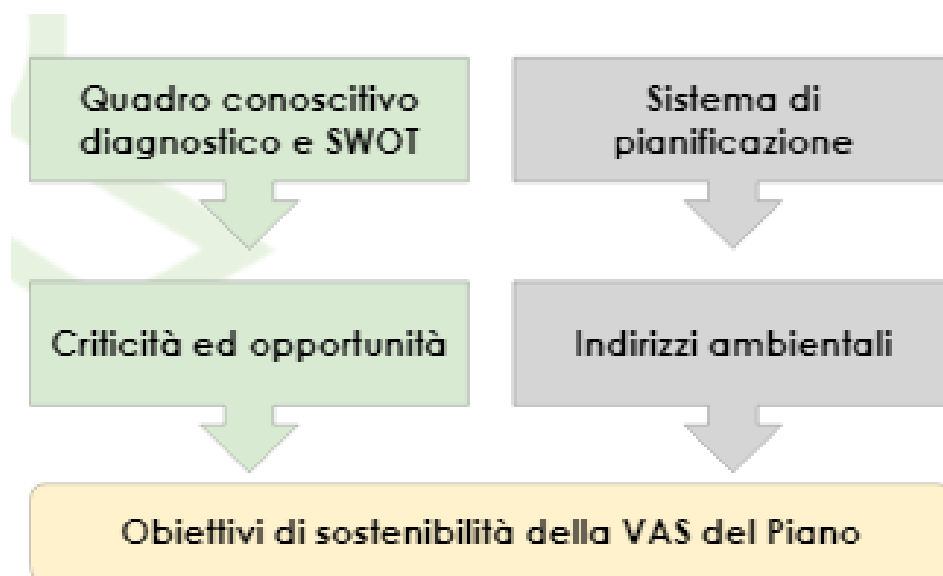 Quadro conoscitivo
diagnostico e SWOT
Sistema di
pianificazione
Criticità ed opportunità
Indirizzi ambientali
Obiettivi di sostenibilità della VAS del Piano